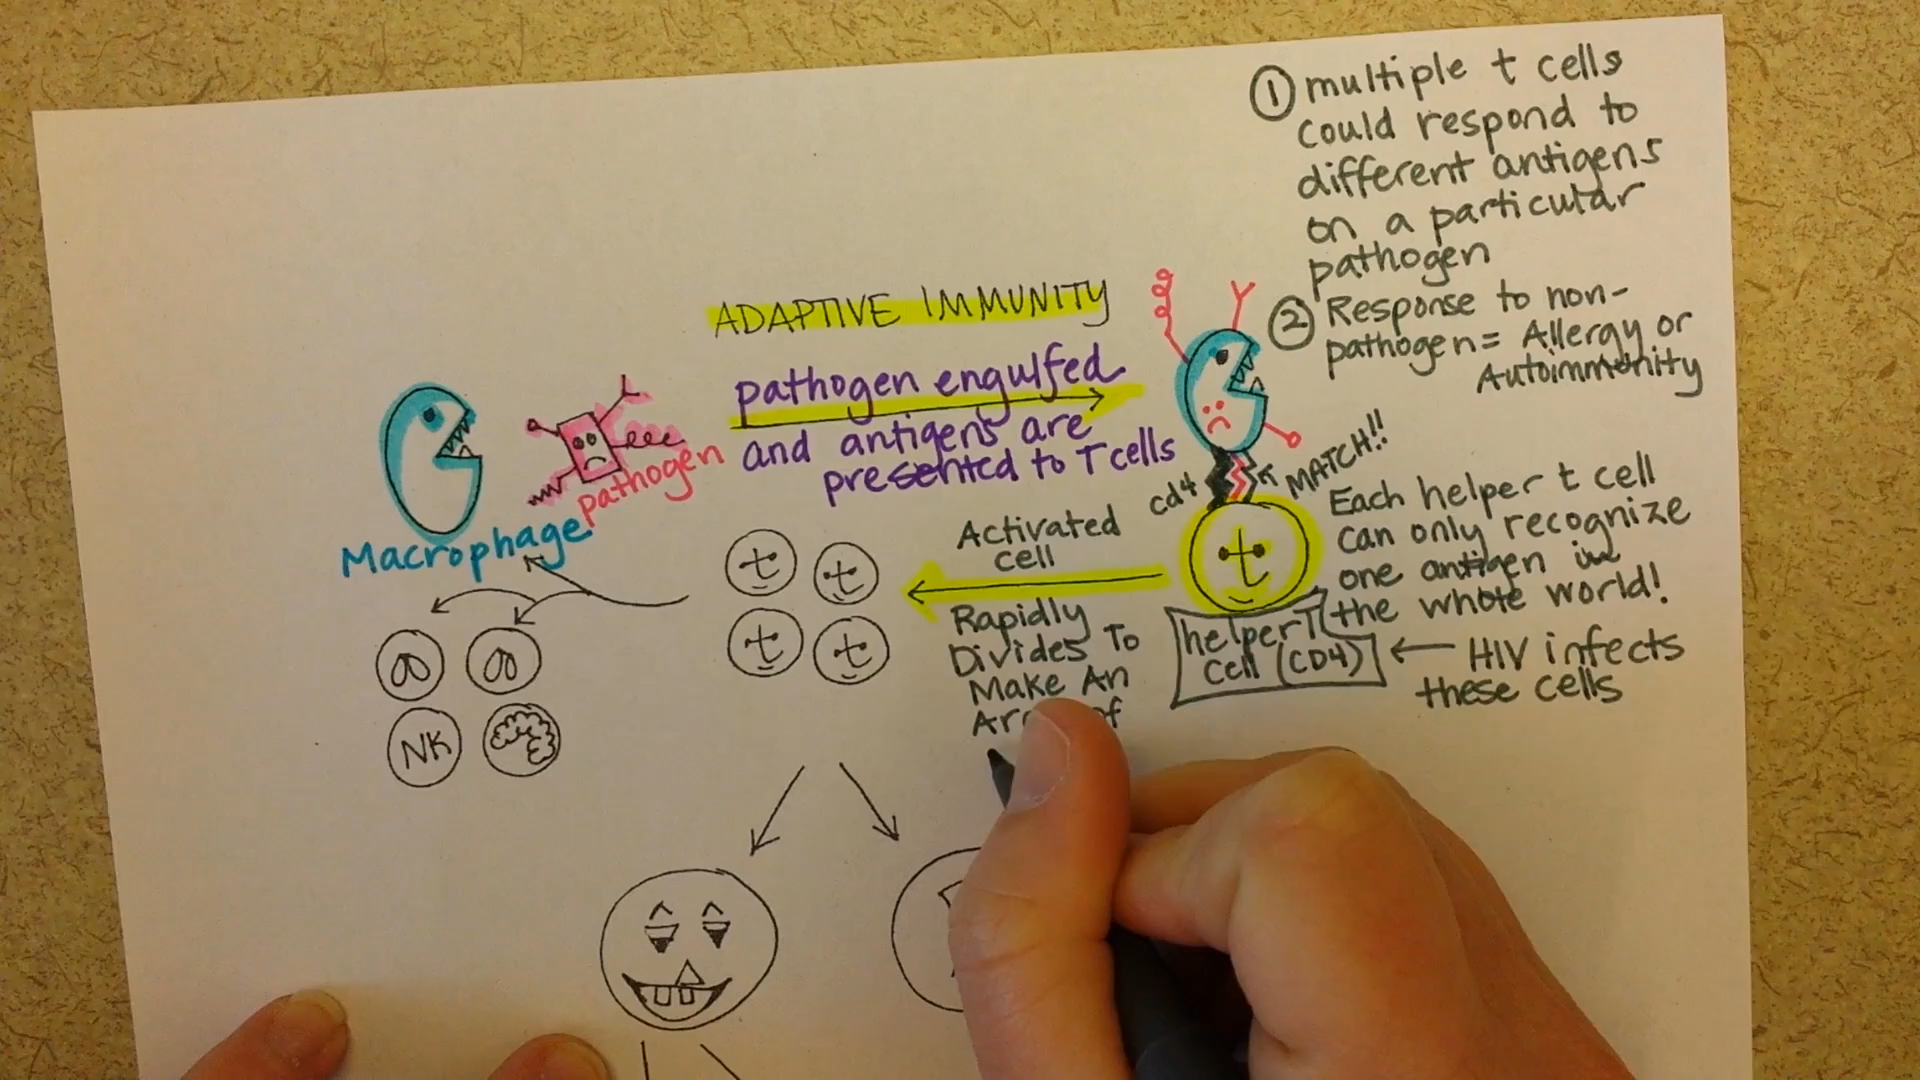 ① multiple t cells
could respond to
different antigens
on a particular
pathogen
② Response to non-
pathogen = Allergy or
Autoimmunity
ADAPTIVE IMMUNITY
pathogen engulfed
and antigens are
presented to T cells
Macrophage
pathogen
cd4
MATCH!!
Each helper t cell
can only recognize
one antigen in
the whole world!
helper T
cell (CD4)
← HIV infects
these cells
Activated
cell
Rapidly
Divides To
Make An
of
t
t
t
t
t
NK